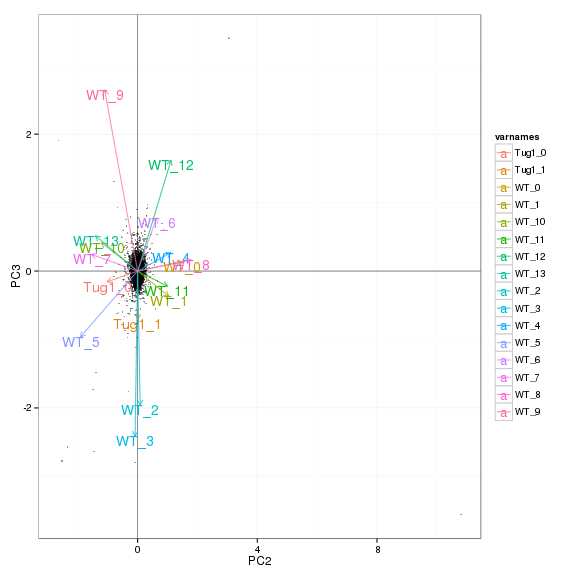 WT_9
2
WT_12
WT_6
WT_13
WT_10
WT_7
WT_4
WT_0
WT_8
PC3
0
Tug1_0
WT_11
WT_1
Tug1_1
WT_5
-2
WT_2
WT_3
0
4
8
PC2
varnames
a Tug1_0
a Tug1_1
a WT_0
a WT_1
a WT_10
a WT_11
a WT_12
a WT_13
a WT_2
a WT_3
a WT_4
a WT_5
a WT_6
a WT_7
a WT_8
a WT_9